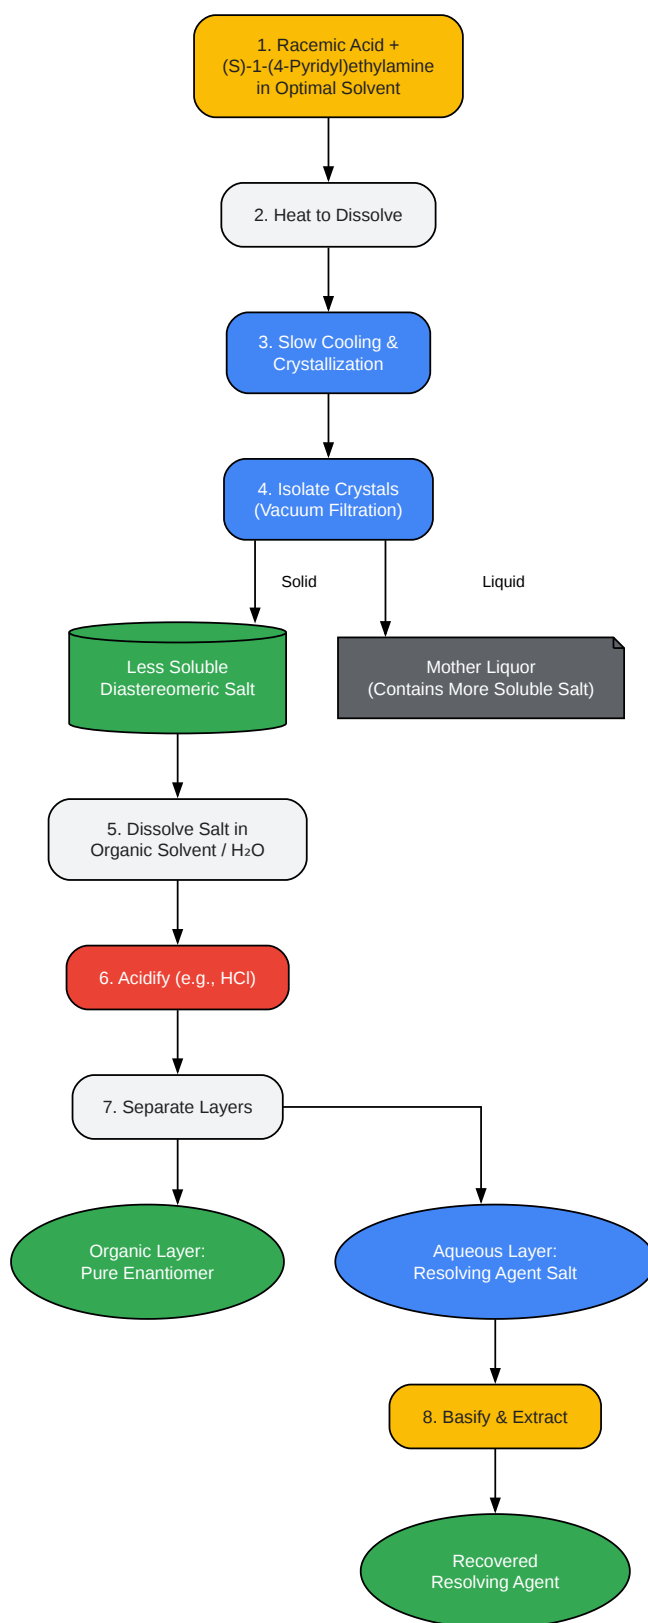 1. Racemic Acid +
(S)-1-(4-Pyridyl)ethylamine
in Optimal Solvent
2. Heat to Dissolve
3. Slow Cooling &
Crystallization
4. Isolate Crystals
(Vacuum Filtration)
Solid
Liquid
Less Soluble
Diastereomeric Salt
Mother Liquor
(Contains More Soluble Salt)
5. Dissolve Salt in
Organic Solvent / H₂O
6. Acidify (e.g., HCl)
7. Separate Layers
Organic Layer:
Pure Enantiomer
Aqueous Layer:
Resolving Agent Salt
8. Basify & Extract
Recovered
Resolving Agent